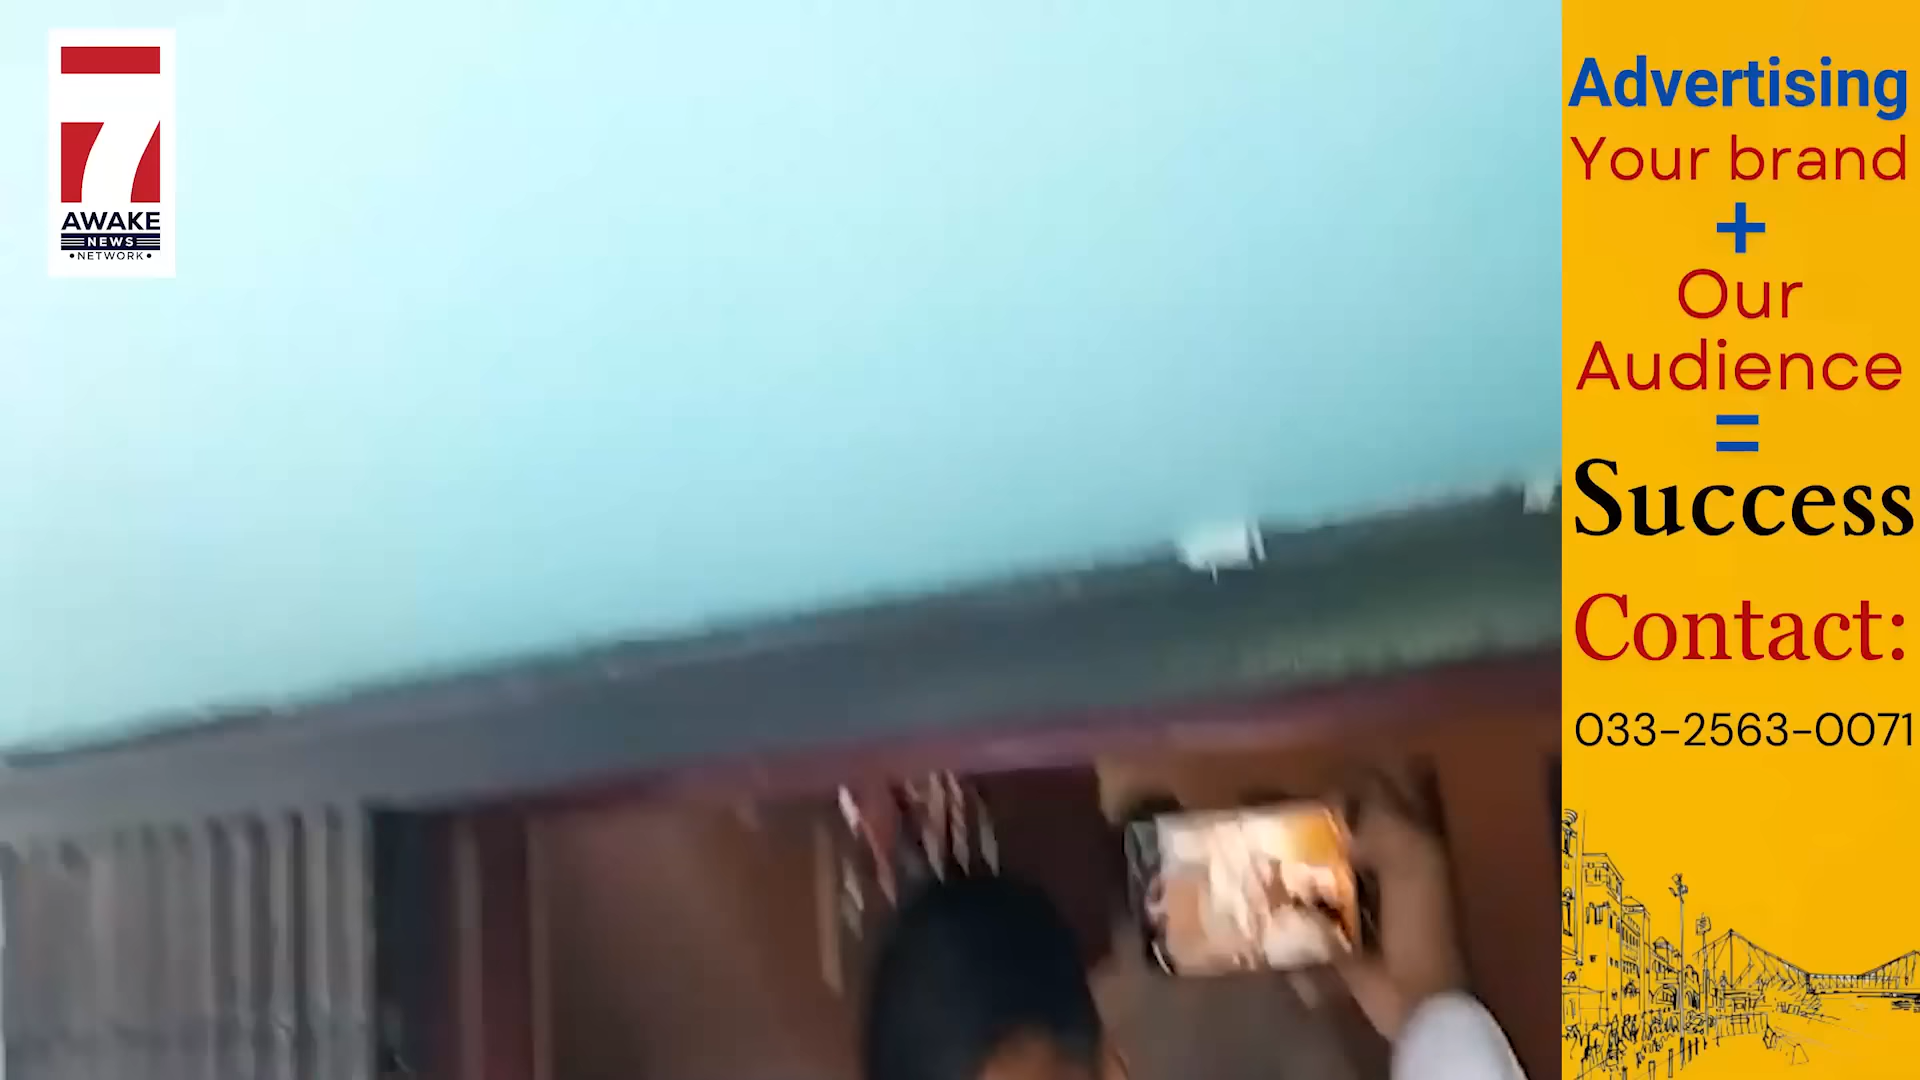 7
AWAKE
NEWS
•NETWORK•
Advertising
Your brand
+
Our
Audience
=
Success
Contact:
033-2563-0071